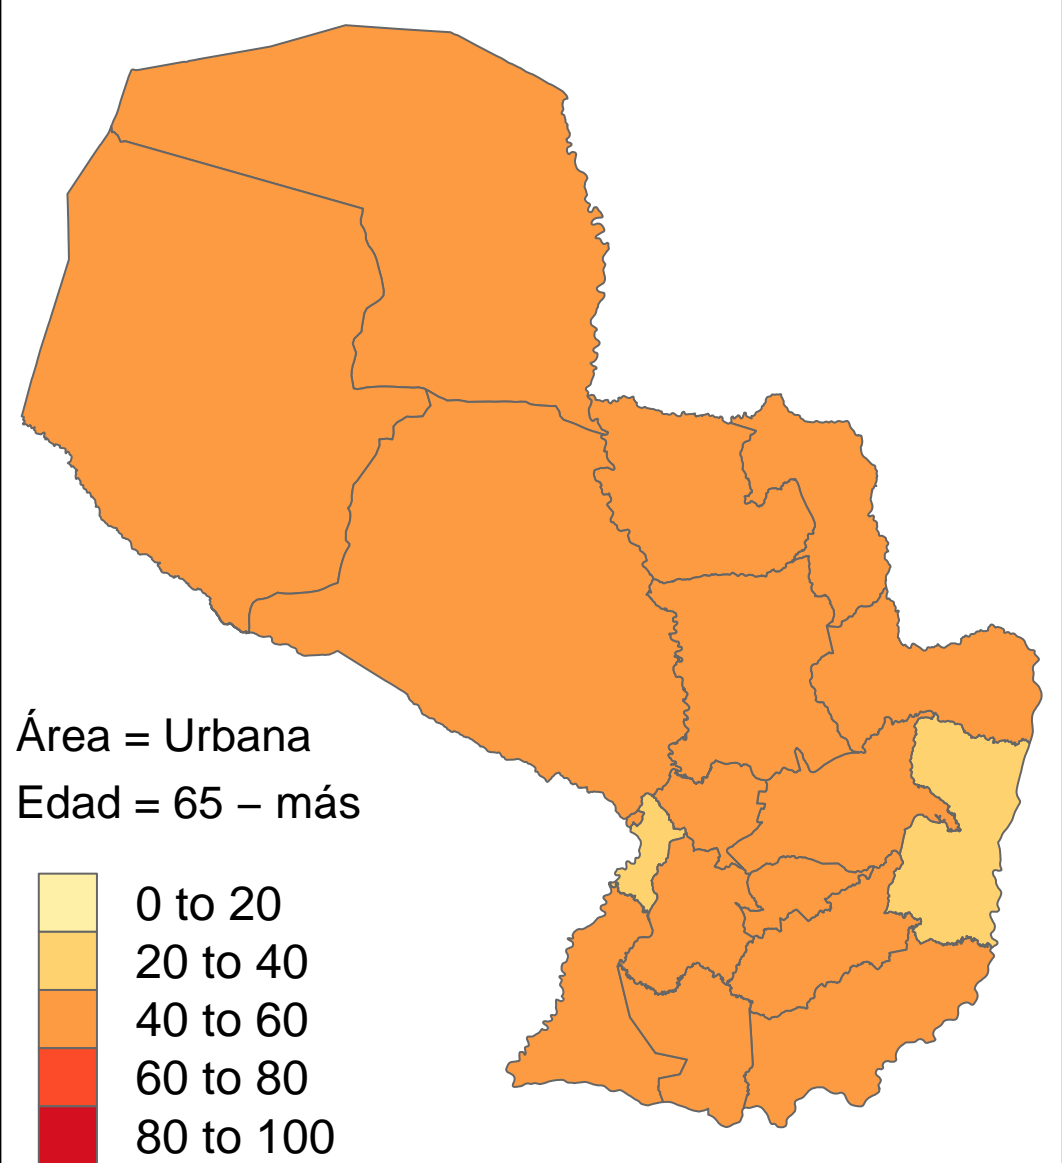 Área = Urbana
Edad = 65 – más
0 to 20
20 to 40
40 to 60
60 to 80
80 to 100